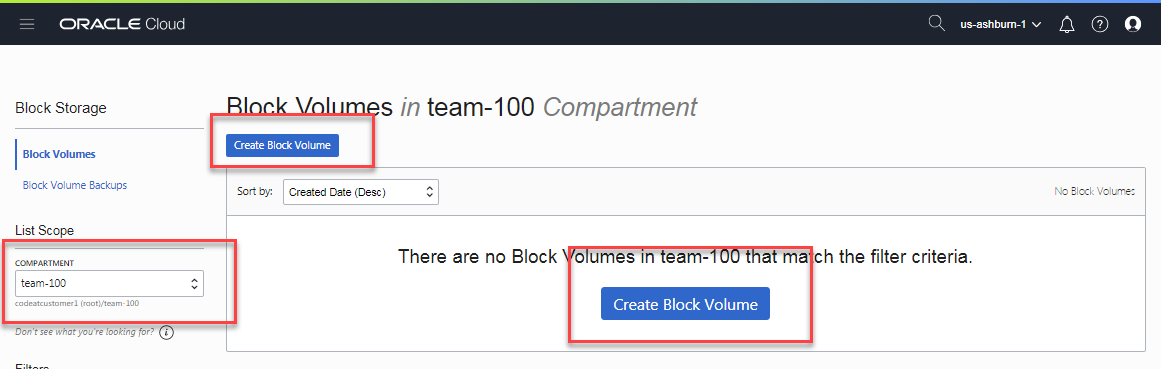 ORACLE Cloud
us-ashburn-1
Block Storage
Block Volumes
Block Volume Backups
List Scope
COMPARTMENT
team-100
codeatcustomer1 (root)/team-100
Don't see what you're looking for?
Filters
Block Volumes in team-100 Compartment
Create Block Volume
Sort by: Created Date (Desc)
No Block Volumes
There are no Block Volumes in team-100 that match the filter criteria.
Create Block Volume